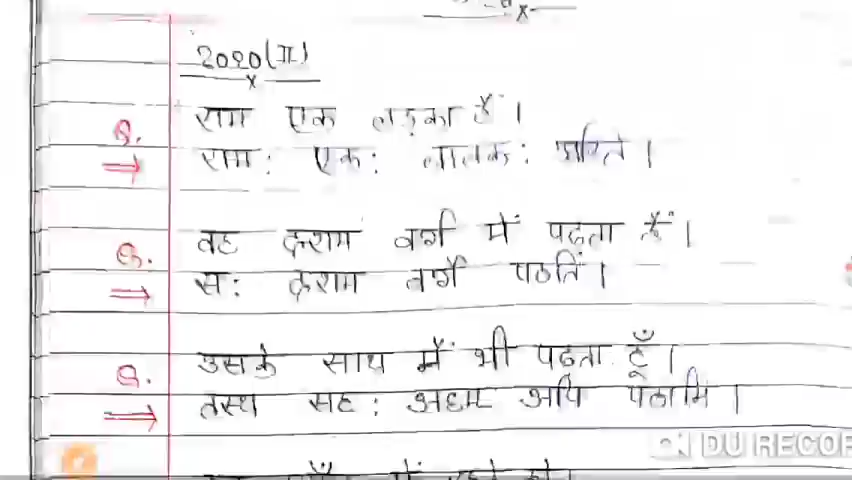 2020(II)
Q. राम एक लड़का है।
⇒ रामः एकः बालकः अस्ति।
Q. वह दशम वर्ग में पढ़ता है।
⇒ सः दशम वर्गे पठति।
Q. उसके साथ मैं भी पढ़ता हूँ।
⇒ तस्य सहः अहम अपि पठामि।
DU RECOR